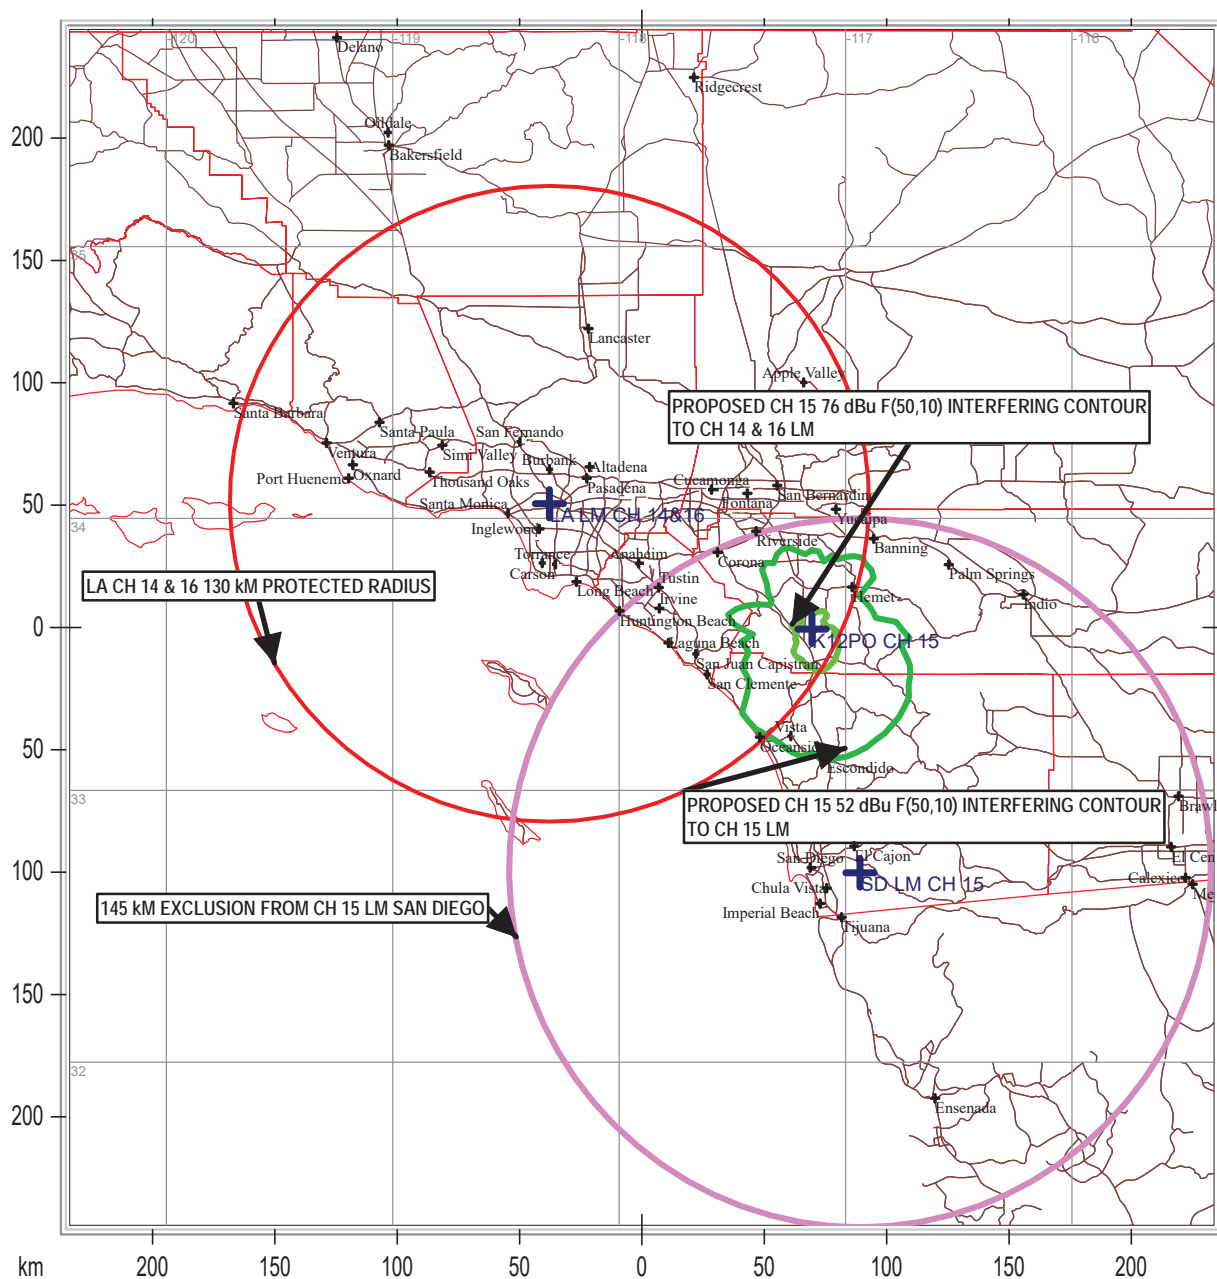 -120
-119
-118
-117
-116
Delano
Ridgecrest
Oildale
200
Bakersfield
35
150
Lancaster
Apple Valley
100
PROPOSED CH 15 76 dBu F(50,10) INTERFERING CONTOUR
TO CH 14 & 16 LM
Santa Barbara
Santa Paula
San Fernando
Ventura
Simi Valley
Burbank
Altadena
Oxnard
Port Hueneme
Thousand Oaks
Pasadena
Cucamonga
San Bernardin
50
Santa Monica
Fontana
LA LM CH 14&16
Yucaipa
34
Inglewood
Riverside
Banning
Torrance
Anaheim
Corona
Carson
Tustin
Palm Springs
LA CH 14 & 16 130 kM PROTECTED RADIUS
Long Beach
Irvine
Hemet
Indio
0
Huntington Beach
K12PO CH 15
Laguna Beach
San Juan Capistran
San Clemente
Vista
50
Oceansid
Escondido
33
PROPOSED CH 15 52 dBu F(50,10) INTERFERING CONTOUR
TO CH 15 LM
Brawl
San Diego
El Cajon
El Cen
100
SD LM CH 15
Calexico
Chula Vista
Me
145 kM EXCLUSION FROM CH 15 LM SAN DIEGO
Imperial Beach
Tijuana
150
32
200
Ensenada
km
200
150
100
50
0
50
100
150
200